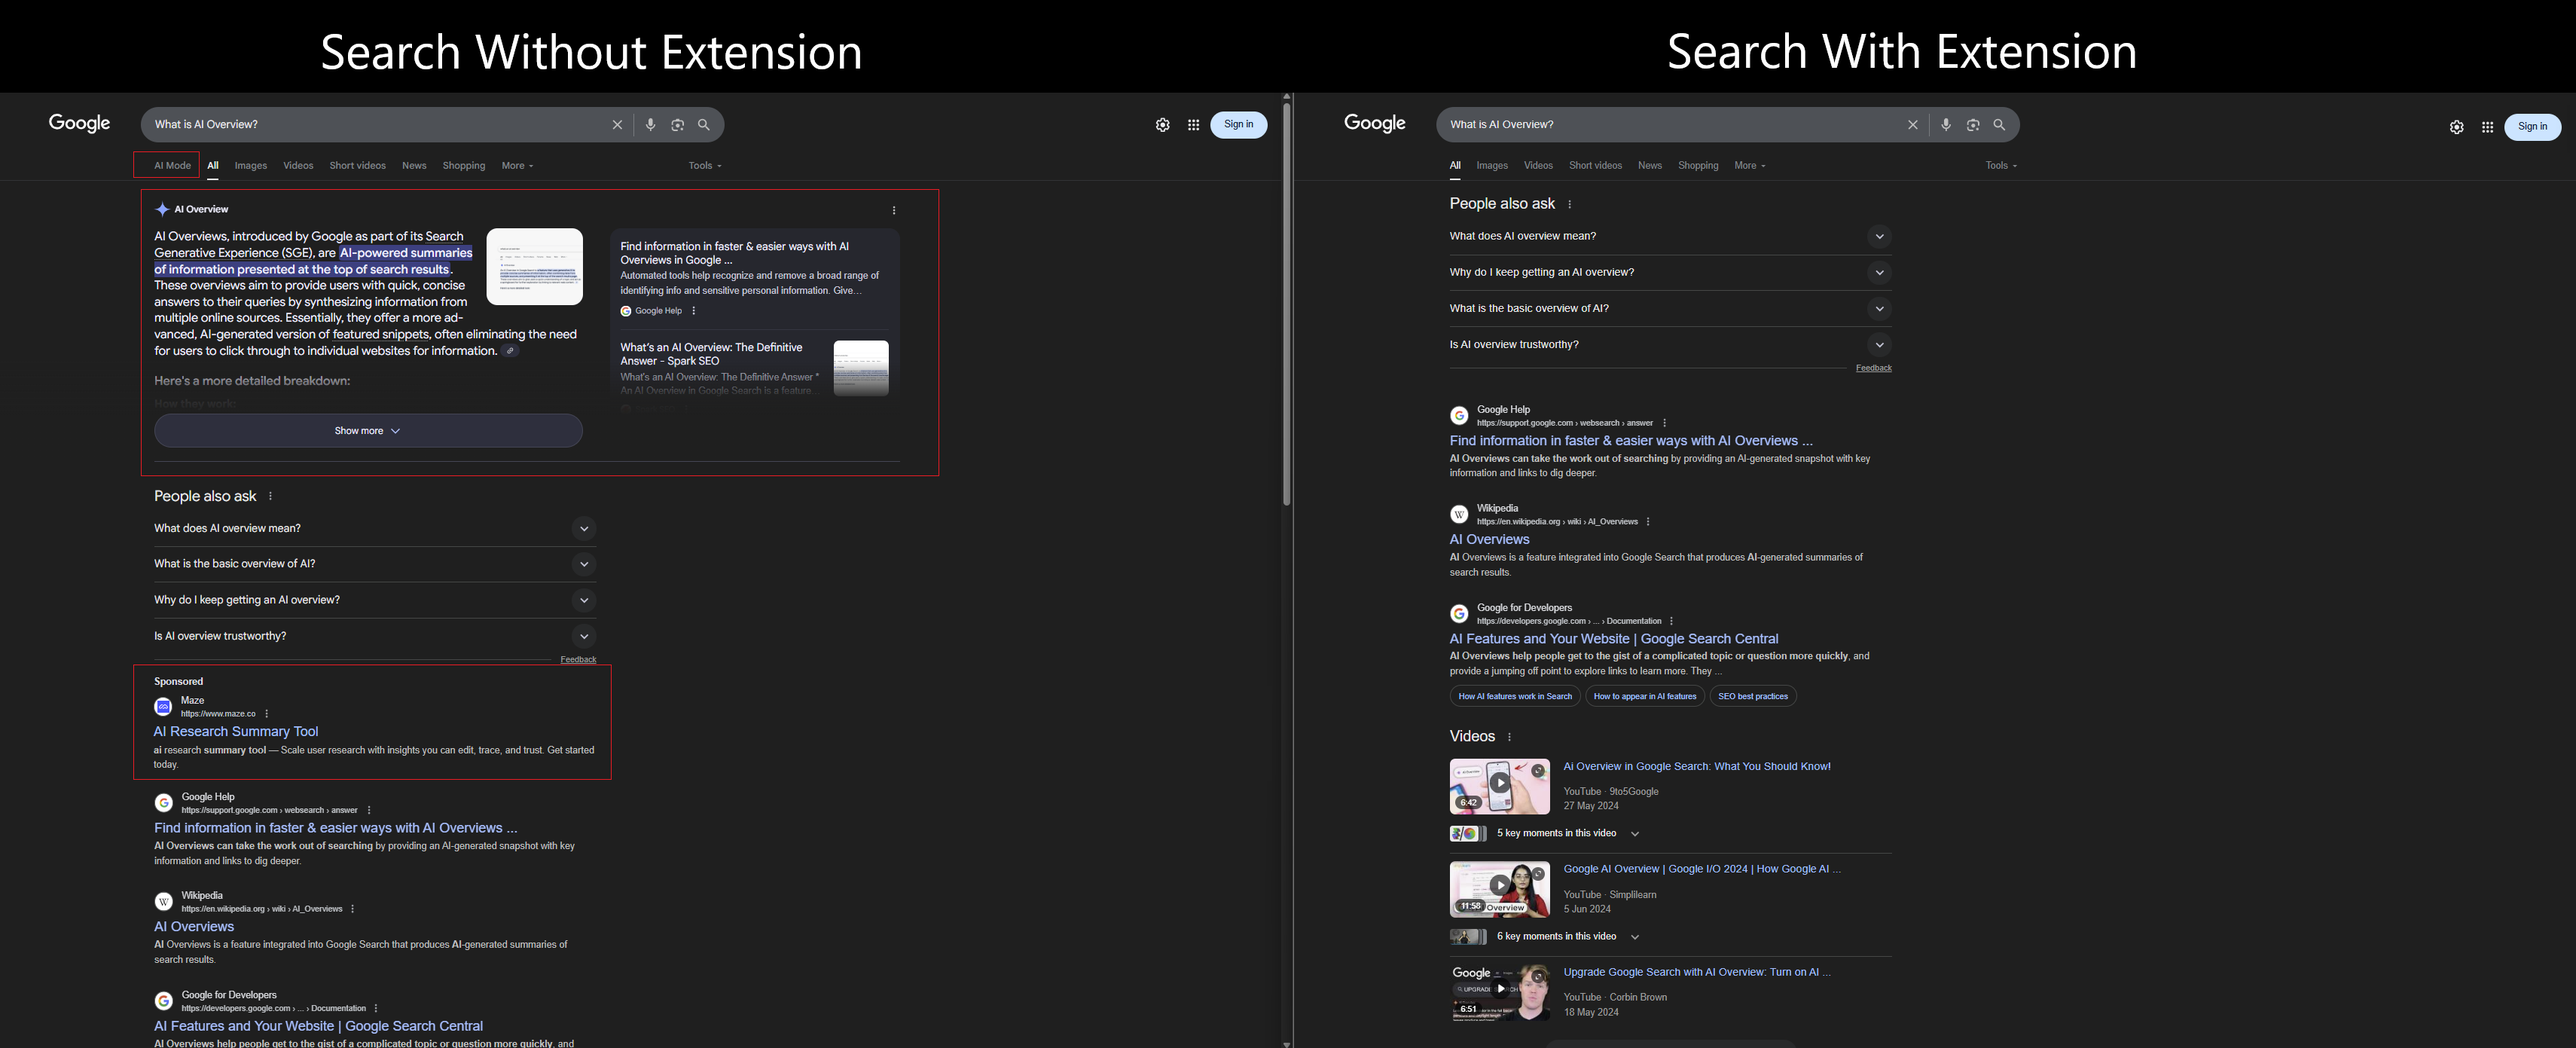 Search Without Extension
Google
What is AI Overview?
Sign in
AI Mode
All
Images
Videos
Short videos
News
Shopping
More
Tools
AI Overview
AI Overviews, introduced by Google as part of its Search
Generative Experience (SGE), are AI-powered summaries
of information presented at the top of search results.
These overviews aim to provide users with quick, concise
answers to their queries by synthesizing information from
multiple online sources. Essentially, they offer a more ad-
vanced, AI-generated version of featured snippets, often eliminating the need
for users to click through to individual websites for information.
Here's a more detailed breakdown:
How they work:
Show more
Find information in faster & easier ways with AI
Overviews in Google ...
Automated tools help recognize and remove a broad range of
identifying info and sensitive personal information. Give...
Google Help
What's an AI Overview: The Definitive
Answer - Spark SEO
What's an AI Overview: The Definitive Answer *
An AI Overview in Google Search is a feature...
People also ask
What does AI overview mean?
What is the basic overview of AI?
Why do I keep getting an AI overview?
Is AI overview trustworthy?
Feedback
Sponsored
Maze
https://www.maze.co
AI Research Summary Tool
ai research summary tool — Scale user research with insights you can edit, trace, and trust. Get started
today.
Google Help
https://support.google.com › websearch › answer
Find information in faster & easier ways with AI Overviews ...
AI Overviews can take the work out of searching by providing an AI-generated snapshot with key
information and links to dig deeper.
Wikipedia
https://en.wikipedia.org › wiki › AI_Overviews
AI Overviews
AI Overviews is a feature integrated into Google Search that produces AI-generated summaries of
search results.
Google for Developers
https://developers.google.com › ... › Documentation
AI Features and Your Website | Google Search Central
AI Overviews help people get to the gist of a complicated topic or question more quickly, and
Search With Extension
Google
What is AI Overview?
Sign in
All
Images
Videos
Short videos
News
Shopping
More
Tools
People also ask
What does AI overview mean?
Why do I keep getting an AI overview?
What is the basic overview of AI?
Is AI overview trustworthy?
Feedback
Google Help
https://support.google.com › websearch › answer
Find information in faster & easier ways with AI Overviews ...
AI Overviews can take the work out of searching by providing an AI-generated snapshot with key
information and links to dig deeper.
Wikipedia
https://en.wikipedia.org › wiki › AI_Overviews
AI Overviews
AI Overviews is a feature integrated into Google Search that produces AI-generated summaries of
search results.
Google for Developers
https://developers.google.com › ... › Documentation
AI Features and Your Website | Google Search Central
AI Overviews help people get to the gist of a complicated topic or question more quickly, and
provide a jumping off point to explore links to learn more. They ...
How AI features work in Search
How to appear in AI features
SEO best practices
Videos
6:42
Ai Overview in Google Search: What You Should Know!
YouTube · 9to5Google
27 May 2024
5 key moments in this video
11:58
Overview
Google AI Overview | Google I/O 2024 | How Google AI ...
YouTube · Simplilearn
5 Jun 2024
6 key moments in this video
Google
6:51
Upgrade Google Search with AI Overview: Turn on AI ...
YouTube · Corbin Brown
18 May 2024